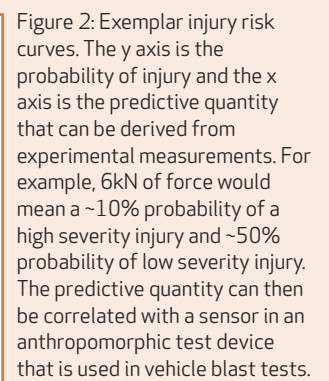 Figure 2: Exemplar injury risk
curves. The y axis is the
probability of injury and the x
axis is the predictive quantity
that can be derived from
experimental measurements. For
example, 6kN of force would
mean a ~10% probability of a
high severity injury and ~50%
probability of low severity injury.
The predictive quantity can then
be correlated with a sensor in an
anthropomorphic test device
that is used in vehicle blast tests.